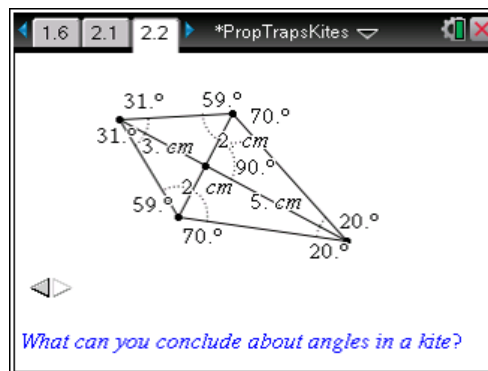 1.6 2.1 2.2 *PropTrapsKites
31.° 59.° 70.°
31.° 3. cm 2. cm
90.°
59.° 2. cm 5. cm
70.° 20.°
20.°
What can you conclude about angles in a kite?